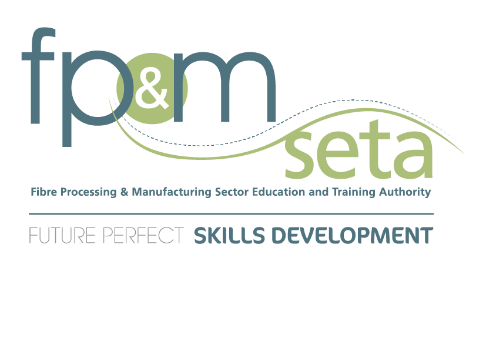 fp&m
seta
Fibre Processing & Manufacturing Sector Education and Training Authority
FUTURE PERFECT SKILLS DEVELOPMENT